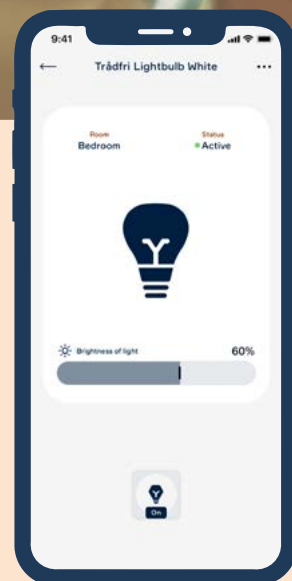 9:41
Trådfri Lightbulb White
Room
Bedroom
Status
Active
Brightness of light
60%
On